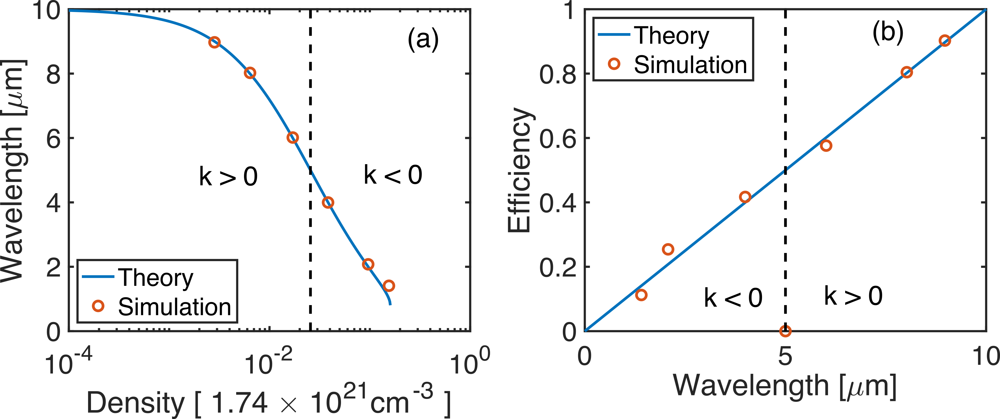 10
8
6
4
2
0
Wavelength [μm]
(a)
k > 0
k < 0
Theory
Simulation
10⁻⁴
10⁻²
10⁰
Density [ 1.74 × 10²¹cm⁻³ ]
1
0.8
0.6
0.4
0.2
0
Efficiency
Theory
Simulation
(b)
k < 0
k > 0
0
5
10
Wavelength [μm]